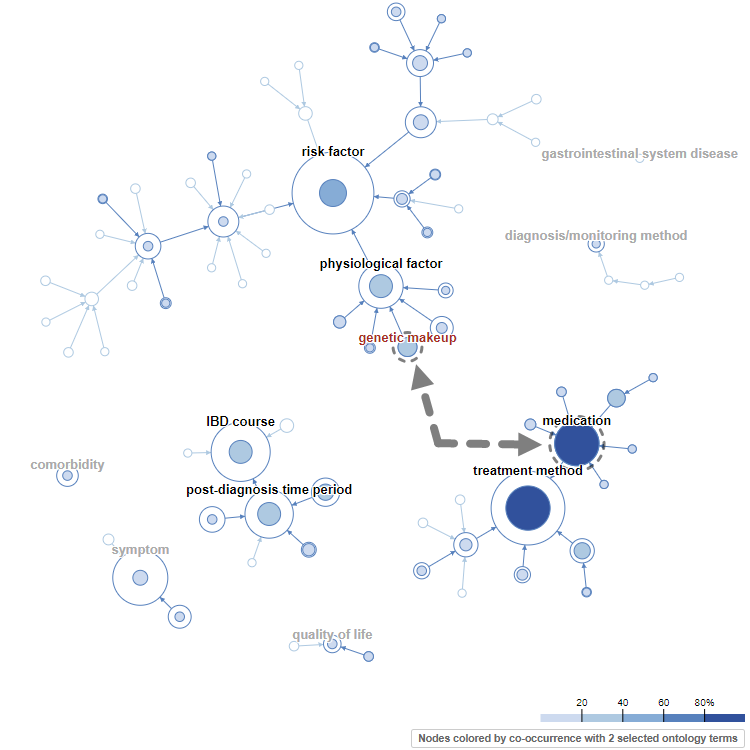 risk factor
gastrointestinal system disease
diagnosis/monitoring method
physiological factor
genetic makeup
IBD course
medication
comorbidity
treatment method
post-diagnosis time period
symptom
quality of life
20 40 60 80%
Nodes colored by co-occurrence with 2 selected ontology terms